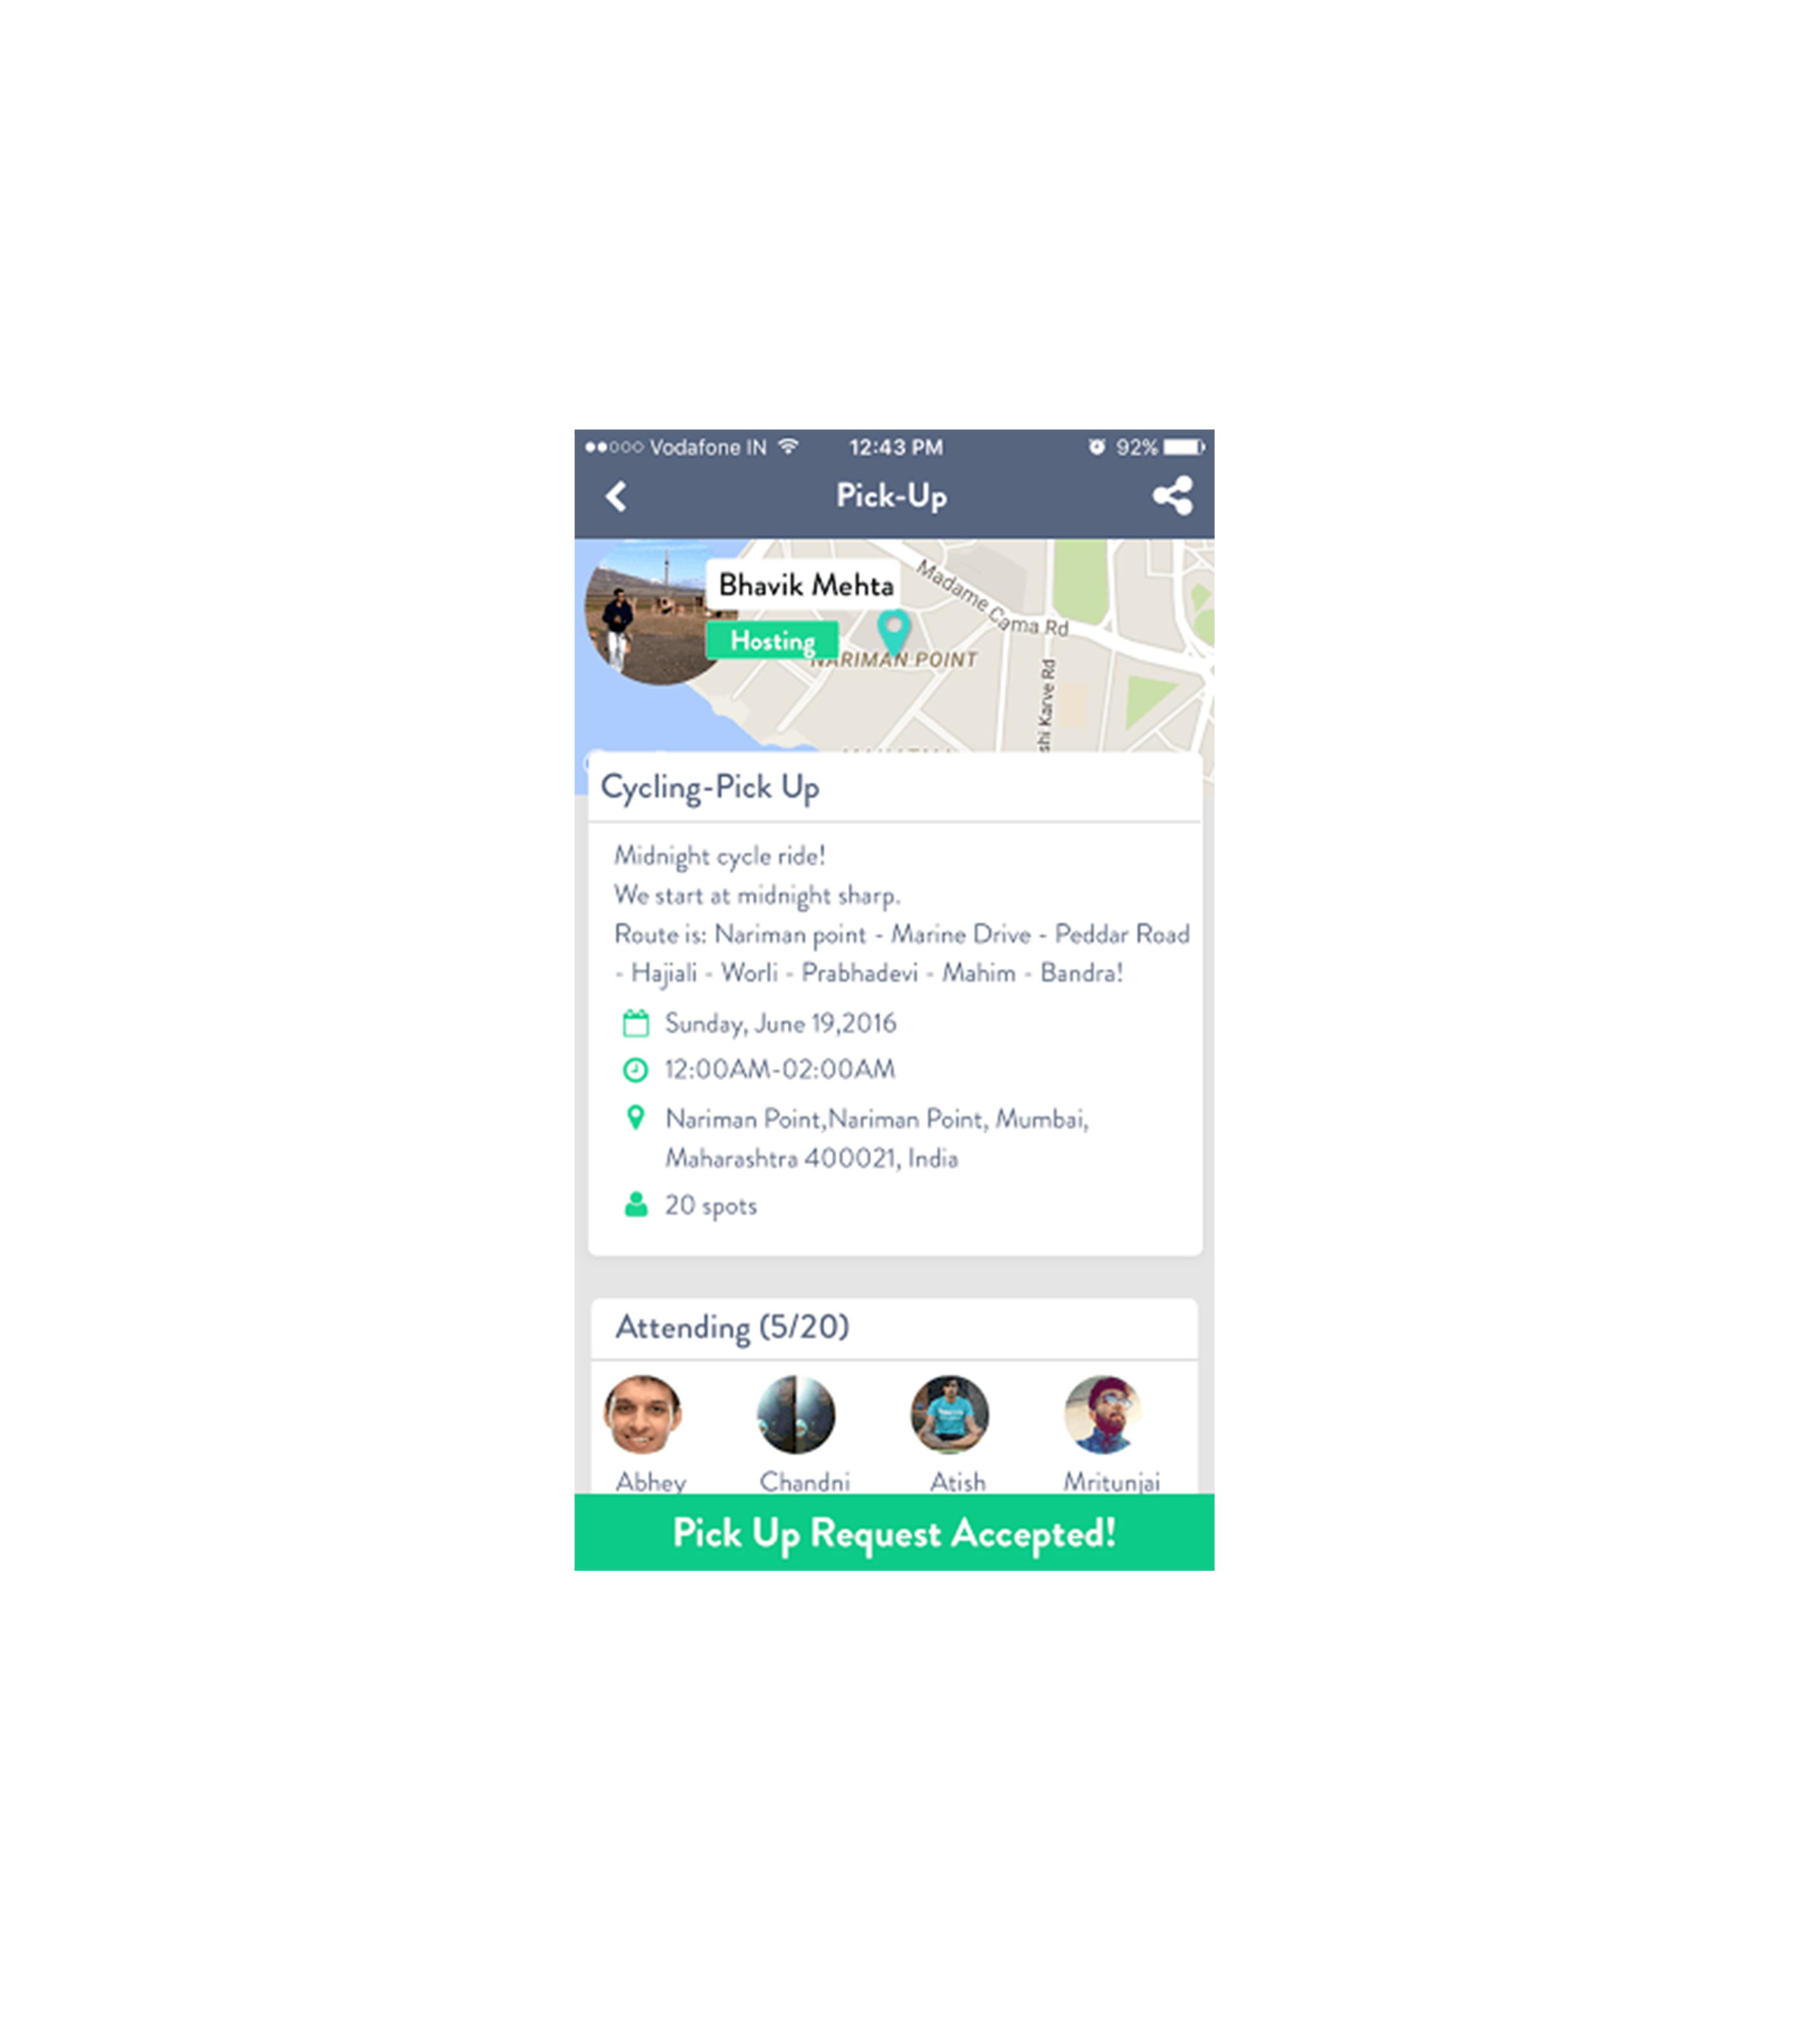 Vodafone IN 12:43 PM 92%
Pick-Up
Bhavik Mehta
Hosting
Madame Cama Rd
NARIMAN POINT
shi Karve Rd
Cycling-Pick Up
Midnight cycle ride!
We start at midnight sharp.
Route is: Nariman point - Marine Drive - Peddar Road
- Hajiali - Worli - Prabhadevi - Mahim - Bandra!
Sunday, June 19,2016
12:00AM-02:00AM
Nariman Point,Nariman Point, Mumbai,
Maharashtra 400021, India
20 spots
Attending (5/20)
Abhey Chandni Atish Mritunjai
Pick Up Request Accepted!